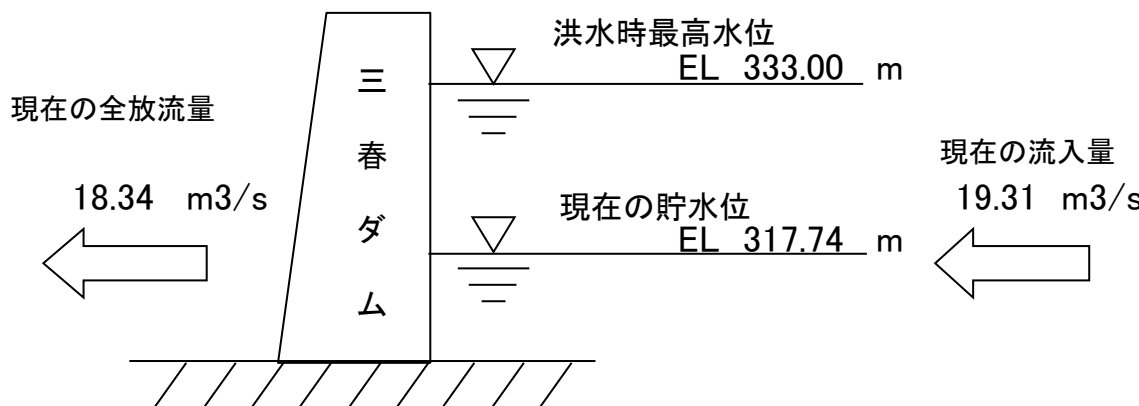 洪水時最高水位
EL 333.00 m
現在の全放流量
18.34 m3/s
三春ダム
現在の流入量
19.31 m3/s
現在の貯水位
EL 317.74 m